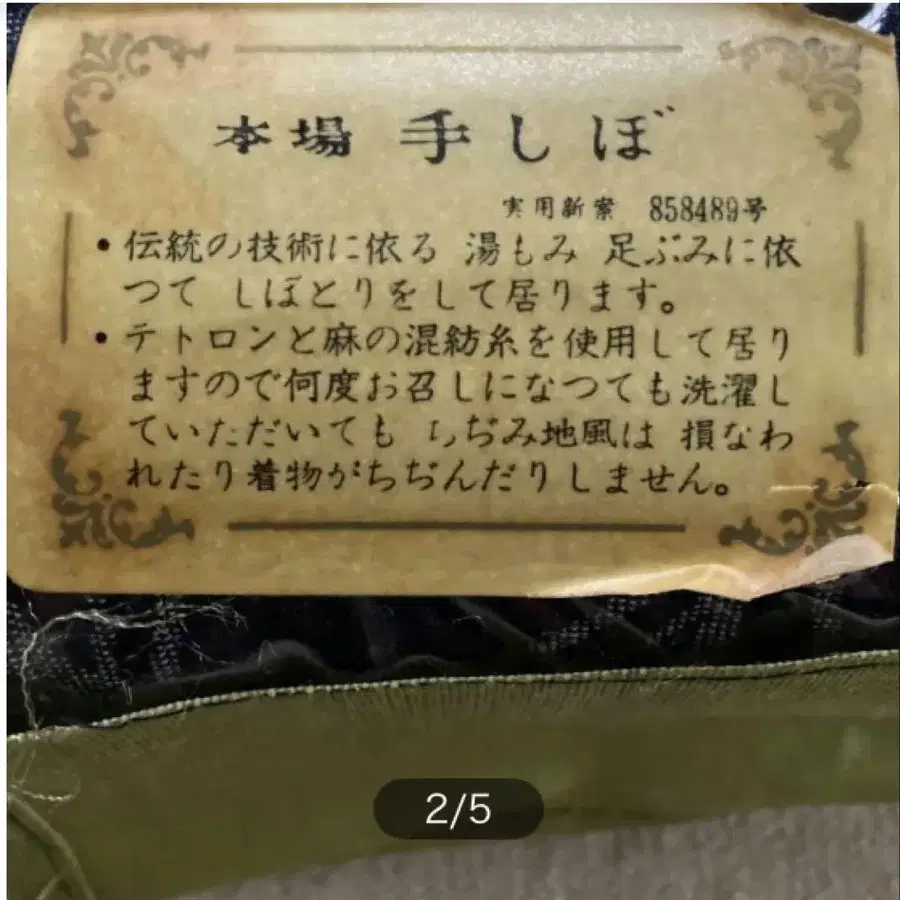 本場 手しぼ
実用新案 858489号
・伝統の技術に依る 湯もみ 足ぶみに依
つて しぼとりをして居ります。
・テトロンと麻の混紡糸を使用して居り
ますので何度お召しになつても洗濯し
ていただいても しぢみ地風は 損なわ
れたり着物がちぢんだりしません。
2/5